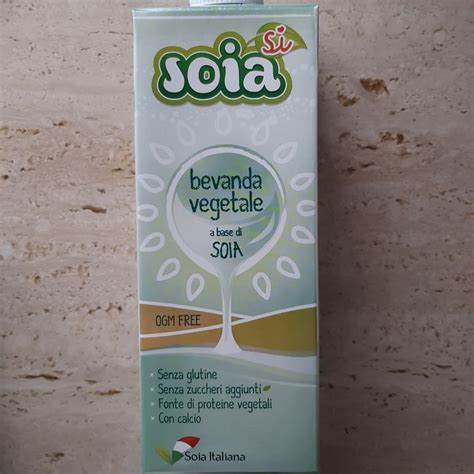 Si
soia
bevanda
vegetale
a base di
SOIA
OGM FREE
× Senza glutine
× Senza zuccheri aggiunti
× Fonte di proteine vegetali
× Con calcio
Soia Italiana